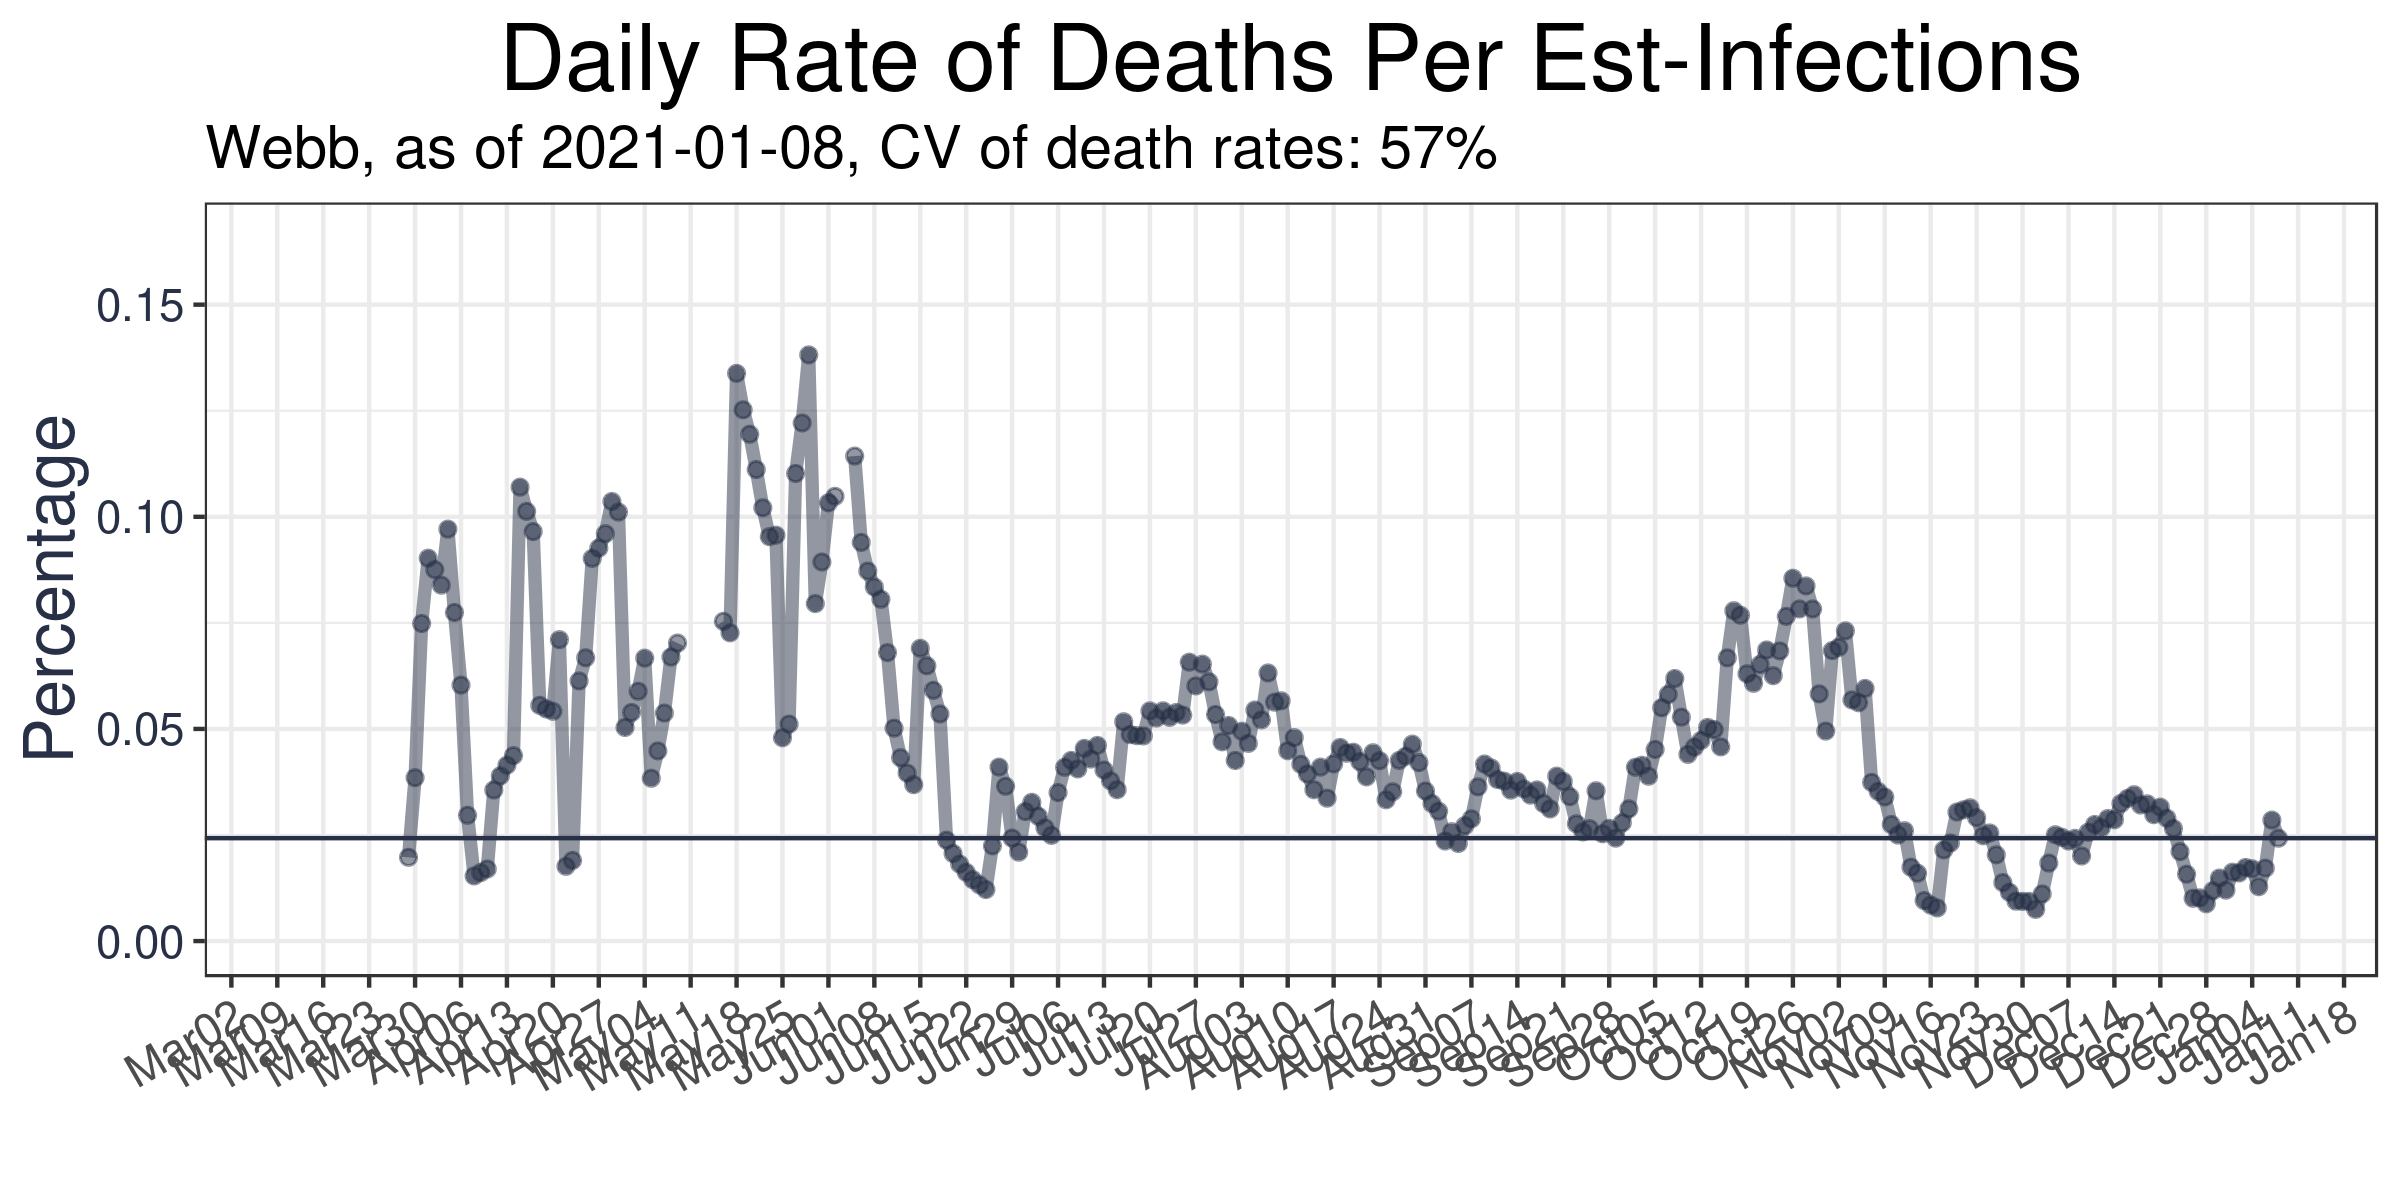 Daily Rate of Deaths Per Est-Infections
Webb, as of 2021-01-08, CV of death rates: 57%
Percentage
0.15
0.10
0.05
0.00
Mar02
Mar09
Mar16
Mar23
Mar30
Apr06
Apr13
Apr20
Apr27
May04
May11
May18
May25
Jun01
Jun08
Jun15
Jun22
Jun29
Jul06
Jul13
Jul20
Jul27
Aug03
Aug10
Aug17
Aug24
Aug31
Sep07
Sep14
Sep21
Sep28
Oct05
Oct12
Oct19
Oct26
Nov02
Nov09
Nov16
Nov23
Nov30
Dec07
Dec14
Dec21
Dec28
Jan04
Jan11
Jan18